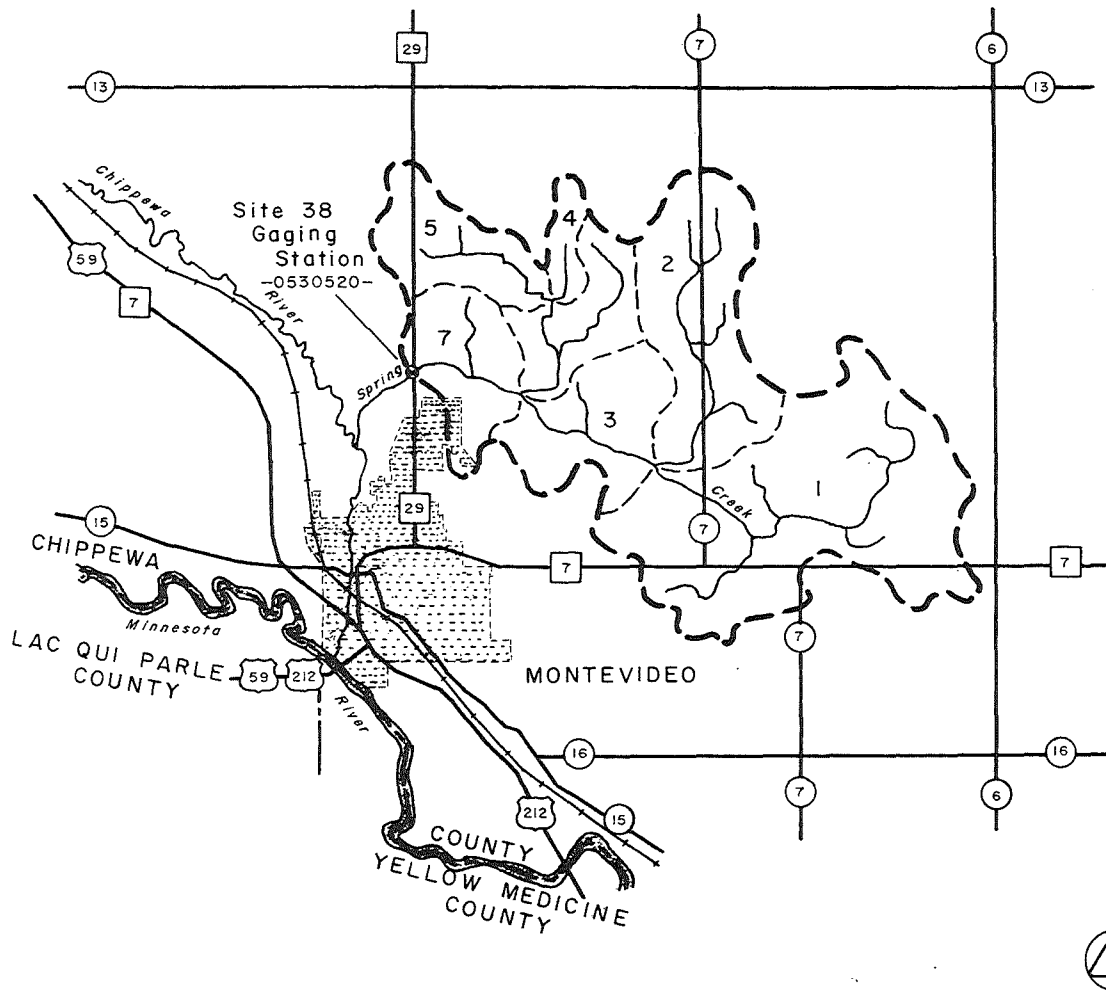 29
7
6
13
13
Chippewa
River
Site 38
Gaging
Station
-0530520-
5
4
2
59
7
7
Spring
3
1
Creek
29
7
15
CHIPPEWA
7
7
Minnesota
7
LAC QUI PARLE
COUNTY
59
212
River
MONTEVIDEO
16
16
7
6
212
15
COUNTY
YELLOW MEDICINE
COUNTY